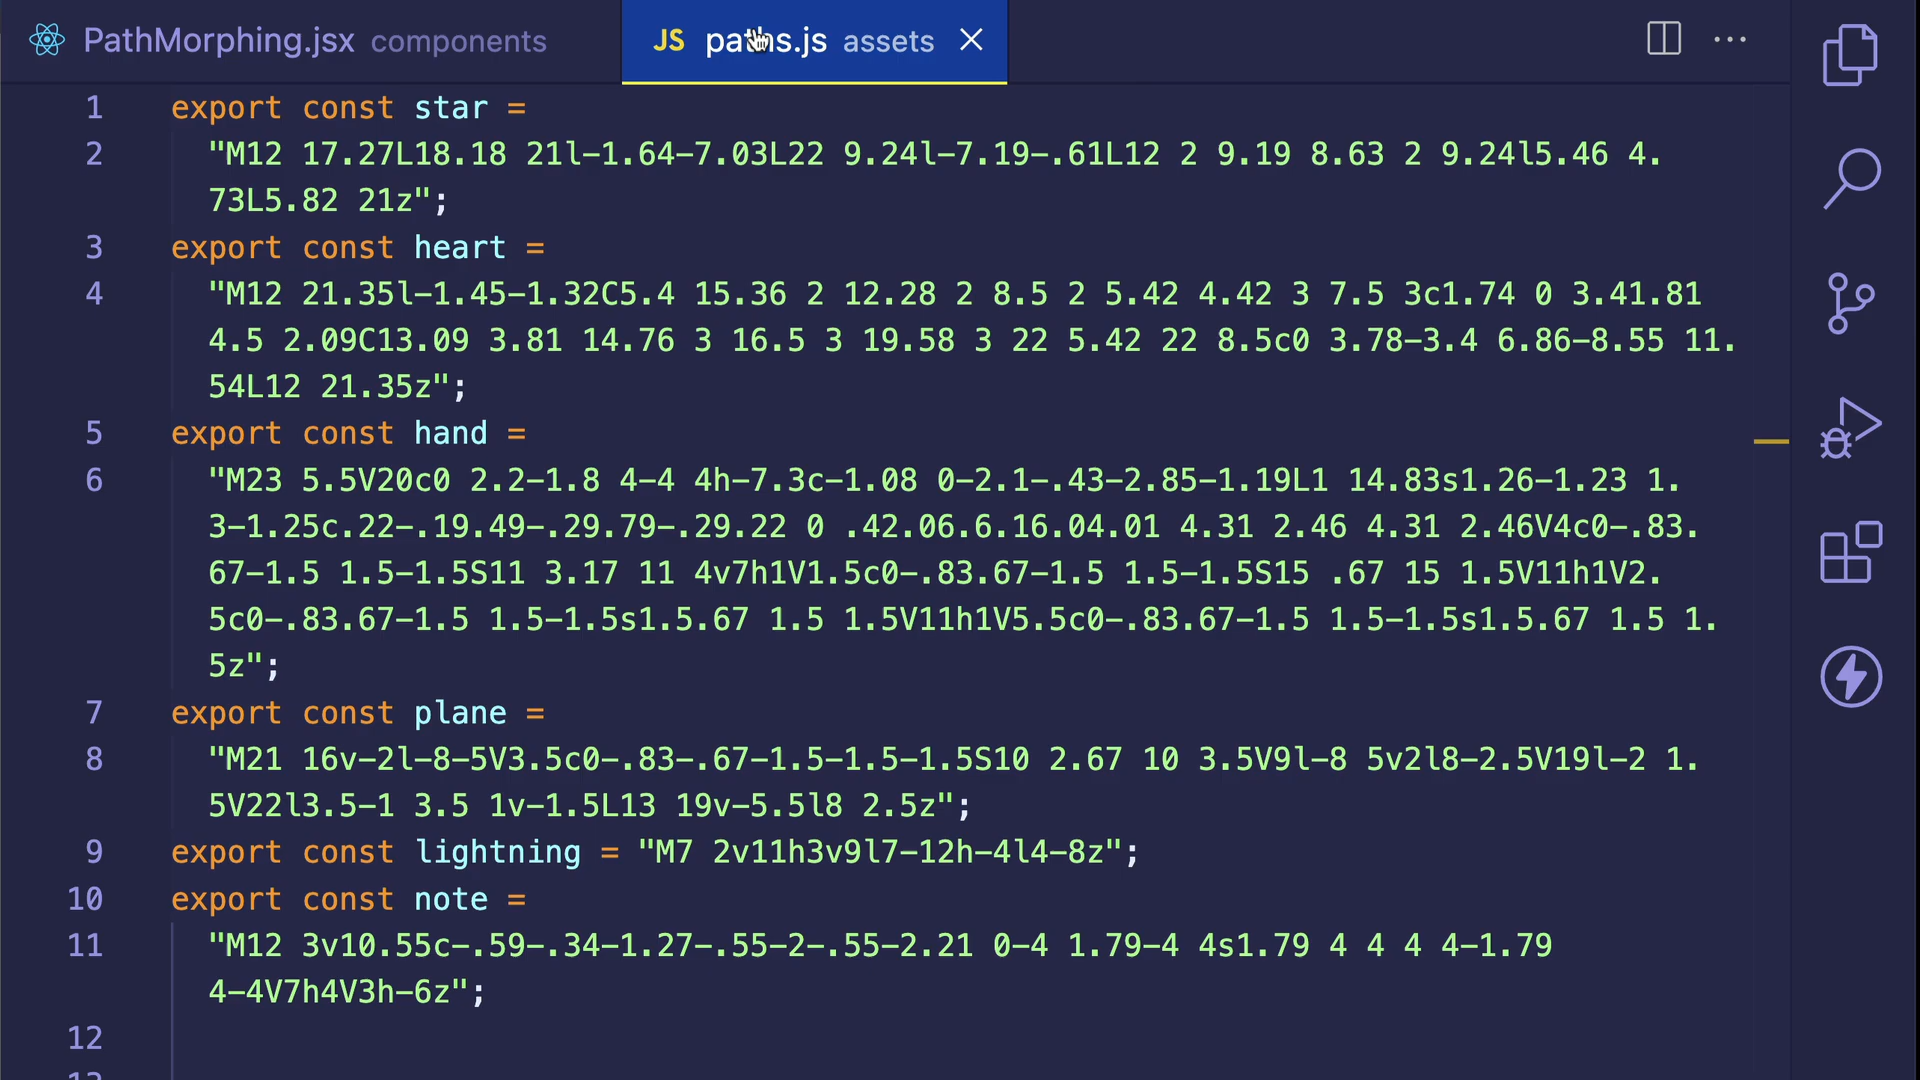 PathMorphing.jsx components
JS paths.js assets
1 export const star =
2 "M12 17.27L18.18 21l-1.64-7.03L22 9.24l-7.19-.61L12 2 9.19 8.63 2 9.24l5.46 4.
73L5.82 21z";
3 export const heart =
4 "M12 21.35l-1.45-1.32C5.4 15.36 2 12.28 2 8.5 2 5.42 4.42 3 7.5 3c1.74 0 3.41.81
4.5 2.09C13.09 3.81 14.76 3 16.5 3 19.58 3 22 5.42 22 8.5c0 3.78-3.4 6.86-8.55 11.
54L12 21.35z";
5 export const hand =
6 "M23 5.5V20c0 2.2-1.8 4-4 4h-7.3c-1.08 0-2.1-.43-2.85-1.19L1 14.83s1.26-1.23 1.
3-1.25c.22-.19.49-.29.79-.29.22 0 .42.06.6.16.04.01 4.31 2.46 4.31 2.46V4c0-.83.
67-1.5 1.5-1.5S11 3.17 11 4v7h1V1.5c0-.83.67-1.5 1.5-1.5S15 .67 15 1.5V11h1V2.
5c0-.83.67-1.5 1.5-1.5s1.5.67 1.5 1.5V11h1V5.5c0-.83.67-1.5 1.5-1.5s1.5.67 1.5 1.
5z";
7 export const plane =
8 "M21 16v-2l-8-5V3.5c0-.83-.67-1.5-1.5-1.5S10 2.67 10 3.5V9l-8 5v2l8-2.5V19l-2 1.
5V22l3.5-1 3.5 1v-1.5L13 19v-5.5l8 2.5z";
9 export const lightning = "M7 2v11h3v9l7-12h-4l4-8z";
10 export const note =
11 "M12 3v10.55c-.59-.34-1.27-.55-2-.55-2.21 0-4 1.79-4 4s1.79 4 4 4 4-1.79
4-4V7h4V3h-6z";
12
13